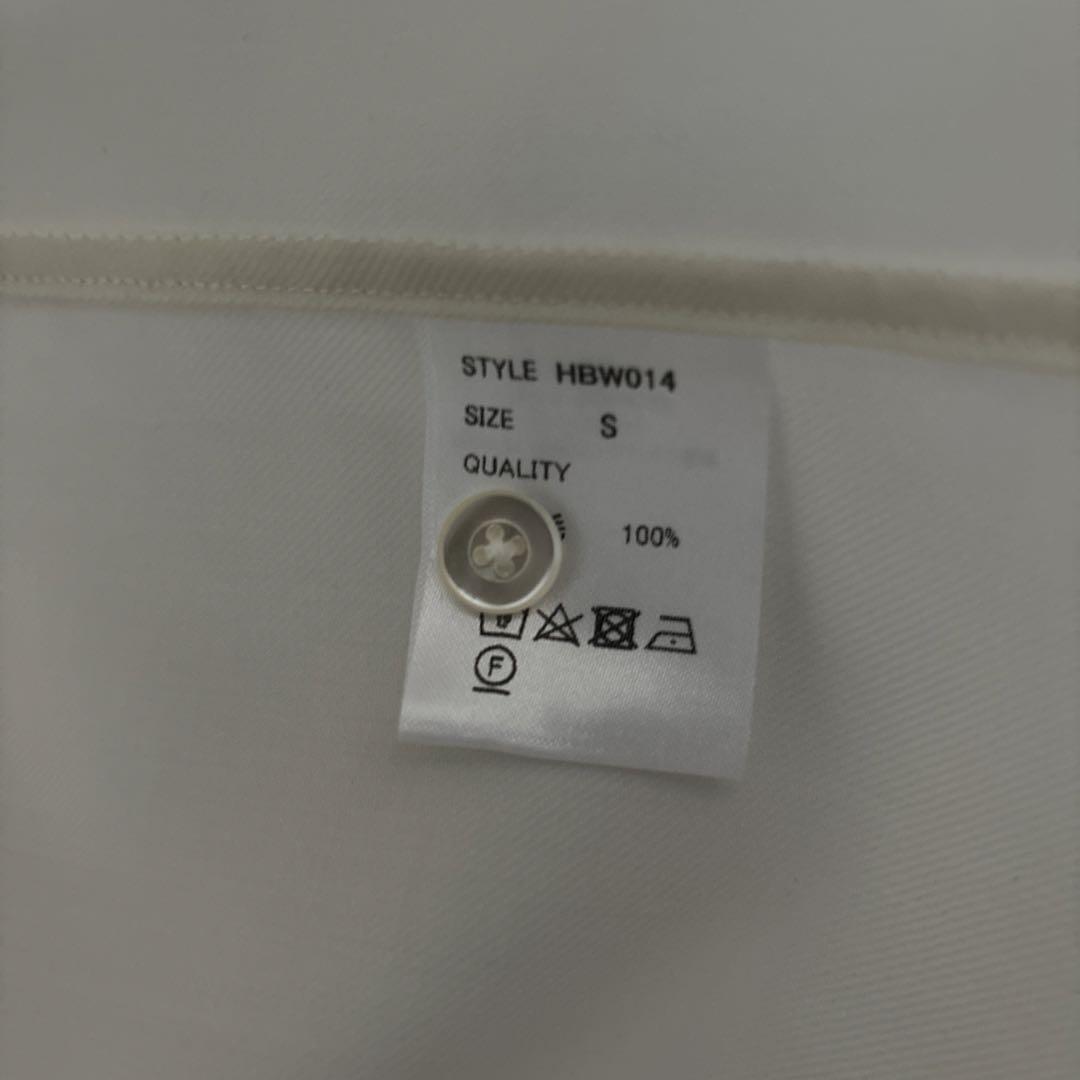 STYLE HBW014
SIZE S
QUALITY
100%
F